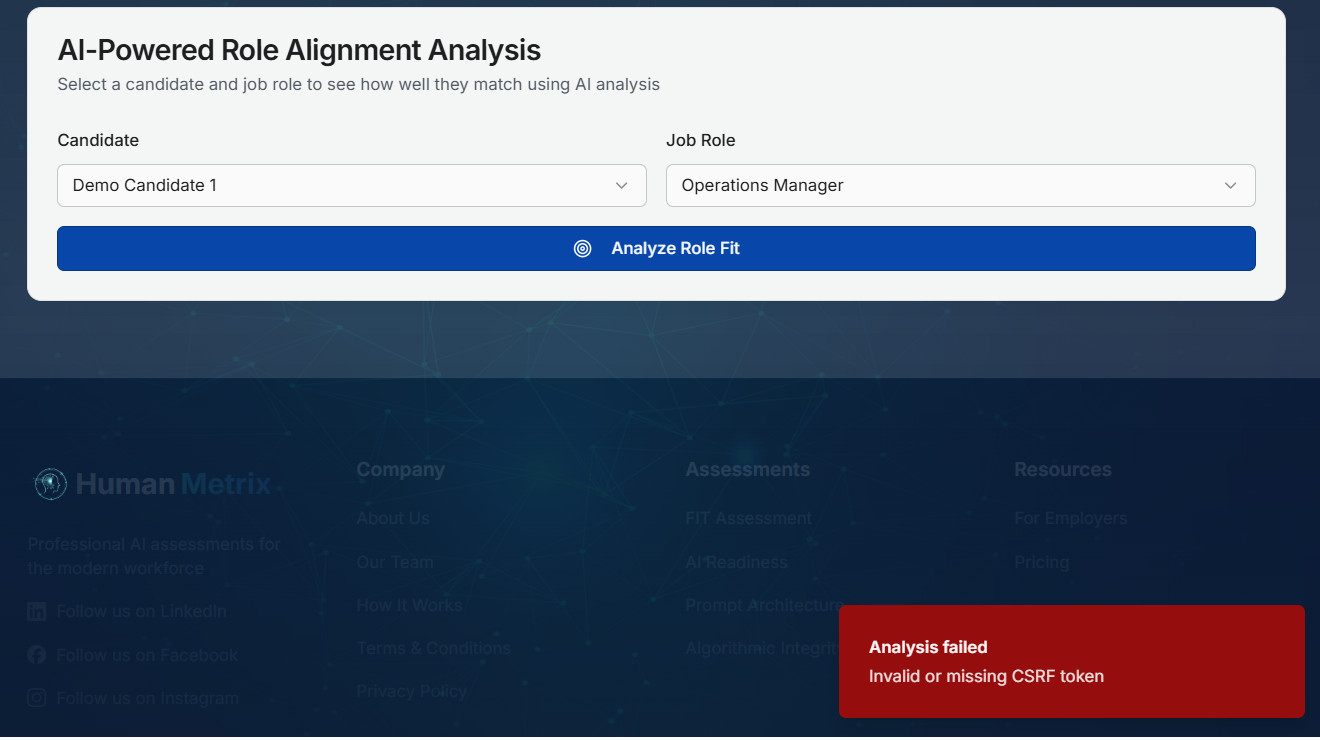 AI-Powered Role Alignment Analysis
Select a candidate and job role to see how well they match using AI analysis
Candidate
Job Role
Demo Candidate 1
Operations Manager
Analyze Role Fit
Human Metrix
Professional AI assessments for
the modern workforce
Follow us on LinkedIn
Follow us on Facebook
Follow us on Instagram
Company
About Us
Our Team
How It Works
Terms & Conditions
Privacy Policy
Assessments
FIT Assessment
AI Readiness
Prompt Architecture
Algorithmic
Resources
For Employers
Pricing
Analysis failed
Invalid or missing CSRF token